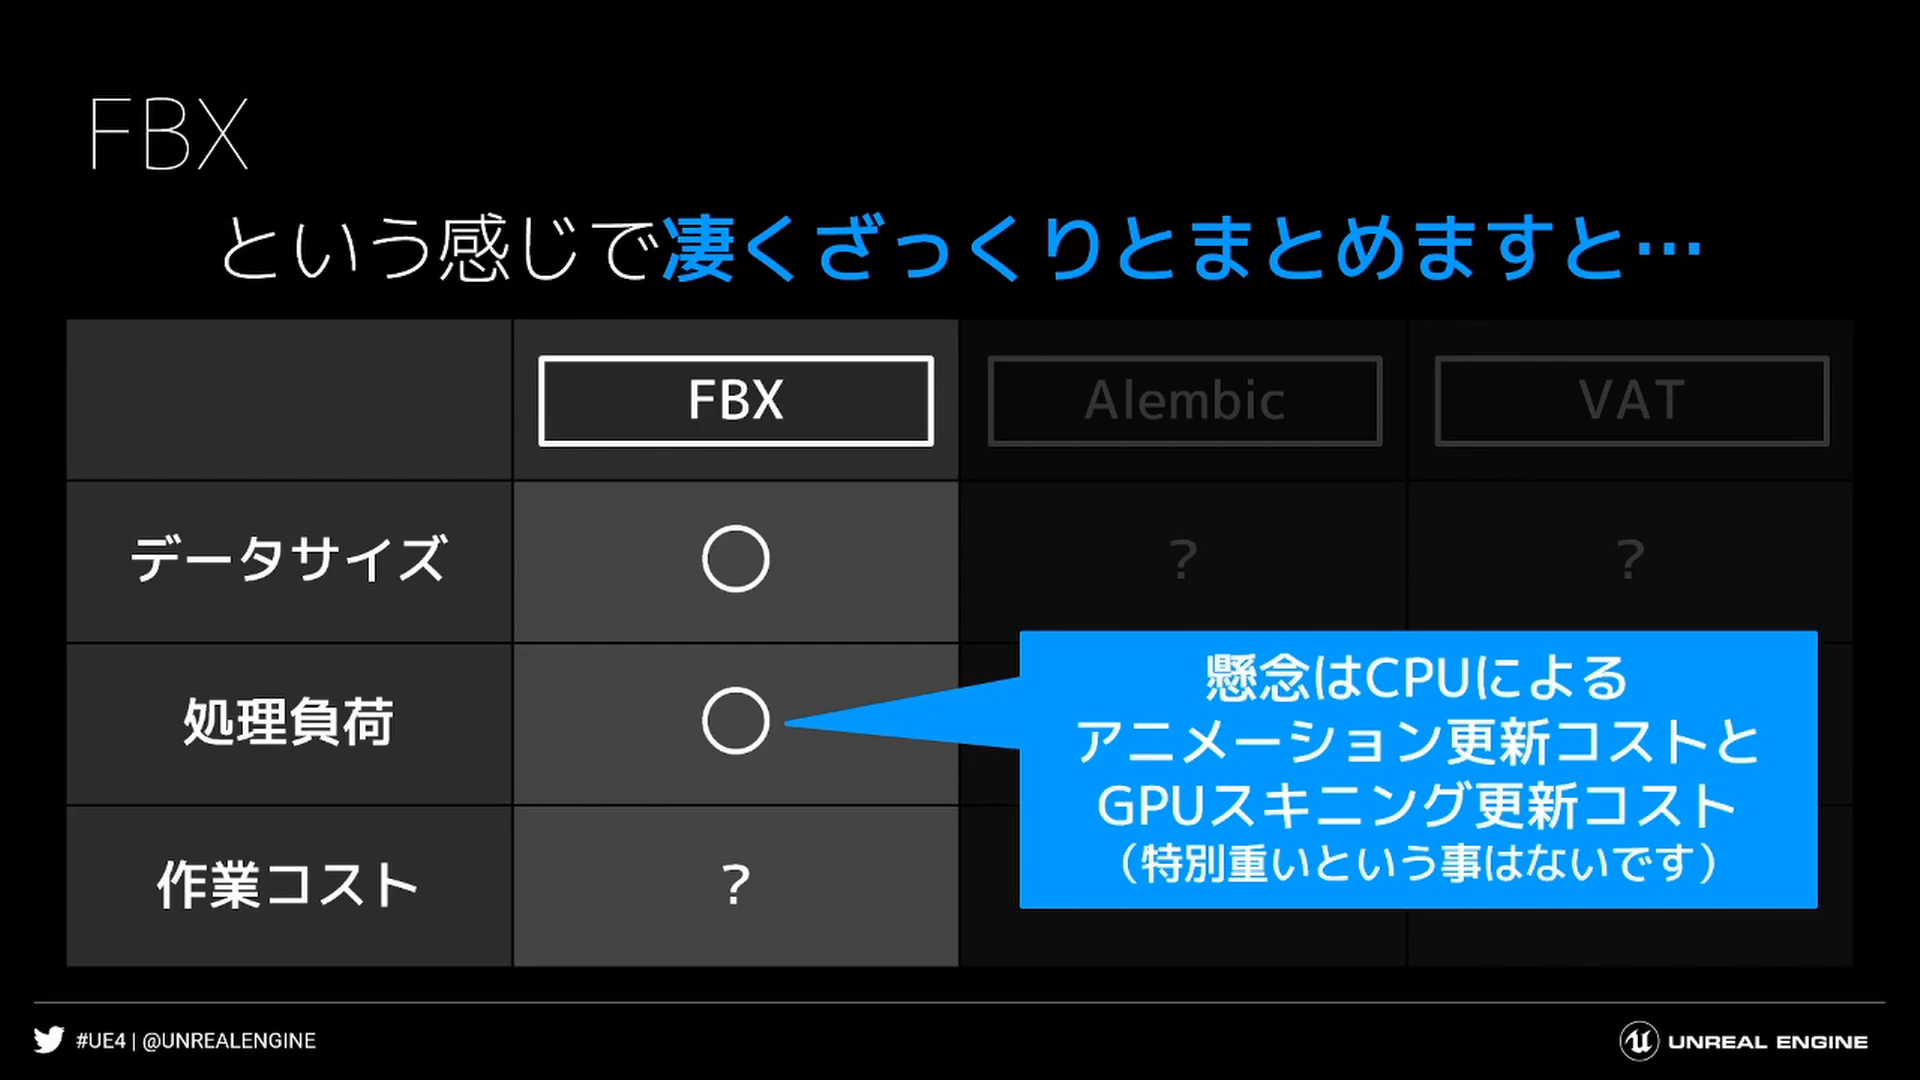 FBX
という感じで凄くざっくりとまとめますと…
FBX
Alembic
VAT
データサイズ
○
?
?
処理負荷
○
懸念はCPUによる
アニメーション更新コストと
GPUスキニング更新コスト
（特別重いという事はないです）
作業コスト
?
#UE4 | @UNREALENGINE
UNREAL ENGINE